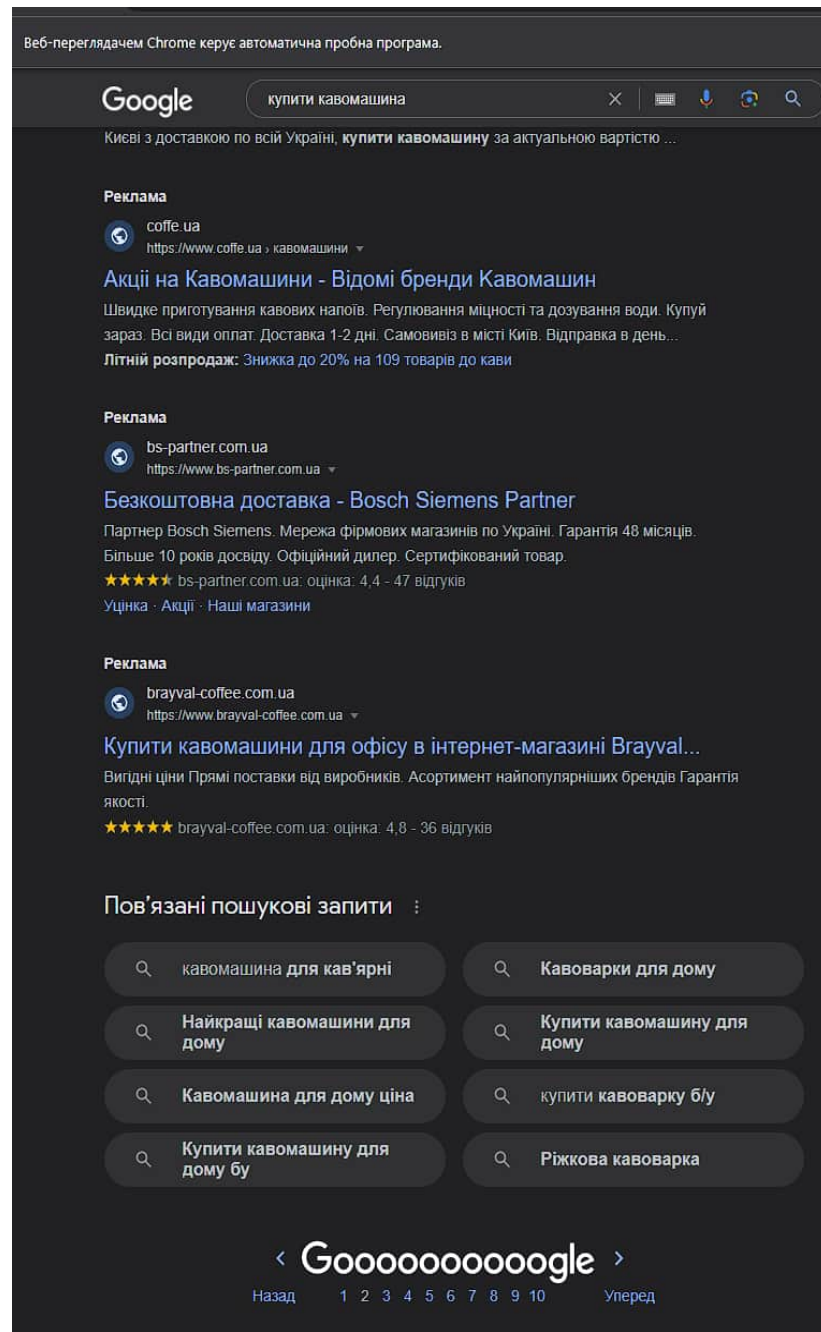 Веб-переглядачем Chrome керує автоматична пробна програма.
Google
купити кавомашина
Києві з доставкою по всій Україні, купити кавомашину за актуальною вартістю ...
Реклама
coffe.ua
https://www.coffe.ua › кавомашини
Акціі на Кавомашини - Відомі бренди Кавомашин
Швидке приготування кавових напоїв. Регулювання міцності та дозування води. Купуй
зараз. Всі види оплат. Доставка 1-2 дні. Самовивіз в місті Київ. Відправка в день...
Літній розпродаж: Знижка до 20% на 109 товарів до кави
Реклама
bs-partner.com.ua
https://www.bs-partner.com.ua
Безкоштовна доставка - Bosch Siemens Partner
Партнер Bosch Siemens. Мережа фірмових магазинів по Україні. Гарантія 48 місяців.
Більше 10 років досвіду. Офіційний дилер. Сертифікований товар.
bs-partner.com.ua: оцінка: 4,4 - 47 відгуків
Уцінка · Акції · Наші магазини
Реклама
brayval-coffee.com.ua
https://www.brayval-coffee.com.ua
Купити кавомашини для офісу в інтернет-магазині Brayval...
Вигідні ціни Прямі поставки від виробників. Асортимент найпопулярніших брендів Гарантія
якості.
brayval-coffee.com.ua: оцінка: 4,8 - 36 відгуків
Пов'язані пошукові запити
кавомашина для кав'ярні
Кавоварки для дому
Найкращі кавомашини для
дому
Купити кавомашину для
дому
Кавомашина для дому ціна
купити кавоварку б/у
Купити кавомашину для
дому бу
Ріжкова кавоварка
< Gooooooooooogle >
Назад 1 2 3 4 5 6 7 8 9 10 Уперед